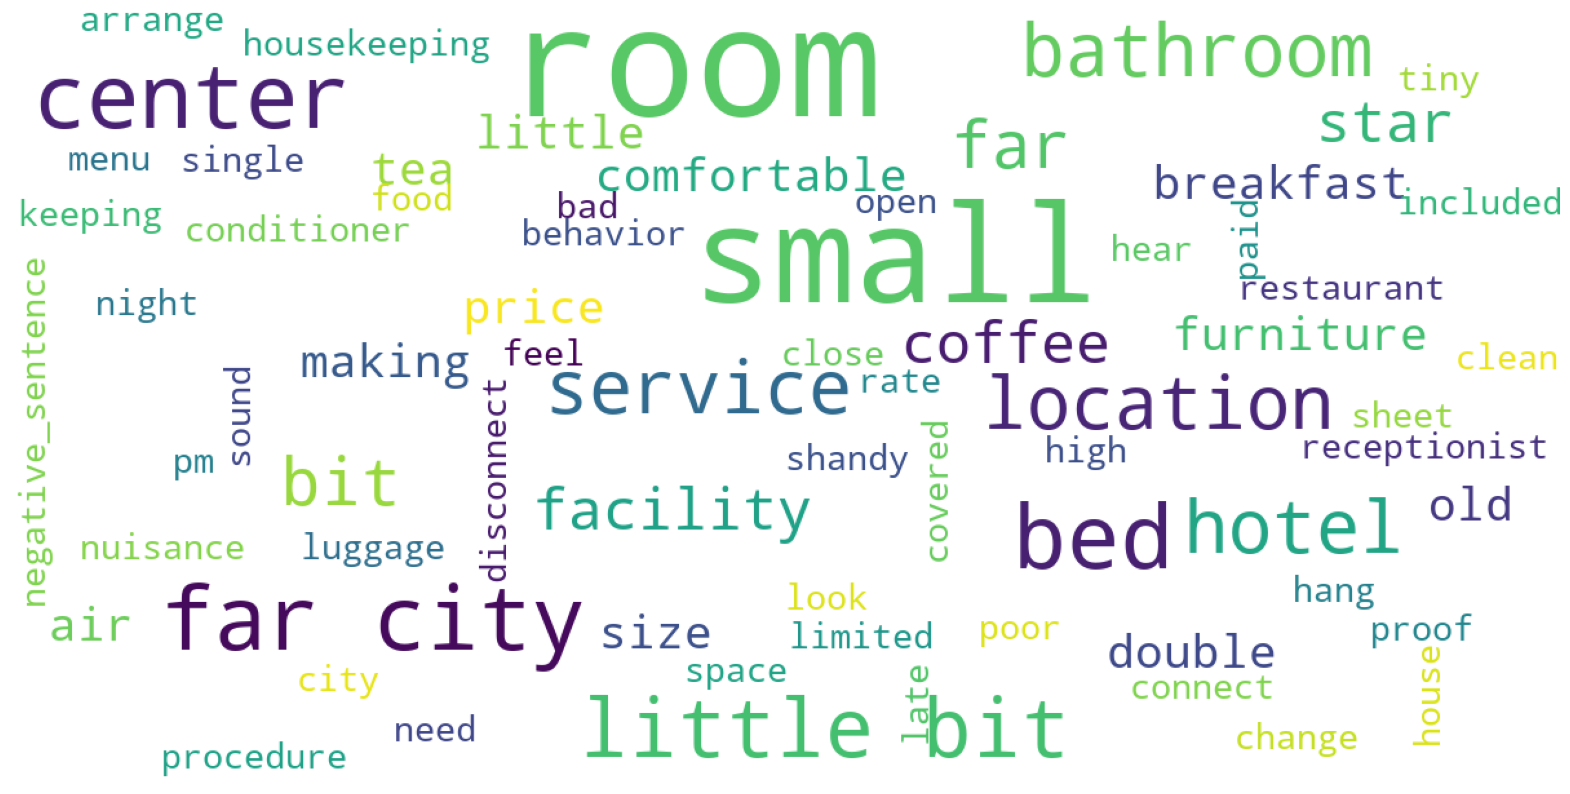 arrange
housekeeping
room
bathroom
center
tiny
little
far
star
menu
single
tea
comfortable
breakfast
food
bad
open
included
keeping
conditioner
behavior
small
hear
paid
restaurant
negative_sentence
night
price
coffee
furniture
making
feel
close
clean
sound
disconnect
service
rate
location
sheet
pm
bit
shandy
covered
high
receptionist
facility
bed
hotel
old
nuisance
luggage
far city
look
hang
air
size
limited
poor
double
proof
city
space
late
connect
house
need
little bit
change
procedure